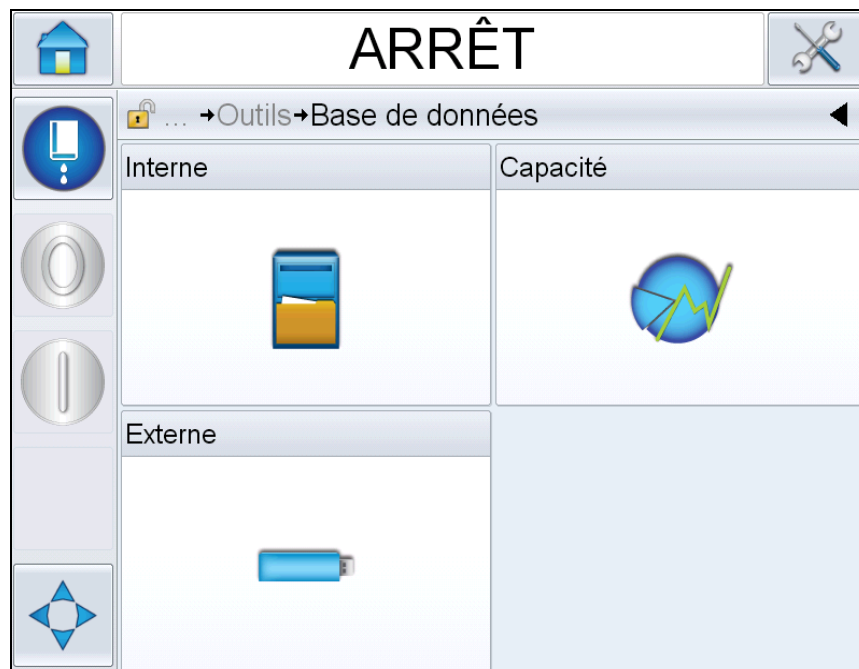 ARRÊT
... →Outils→Base de données
Interne
Capacité
Externe